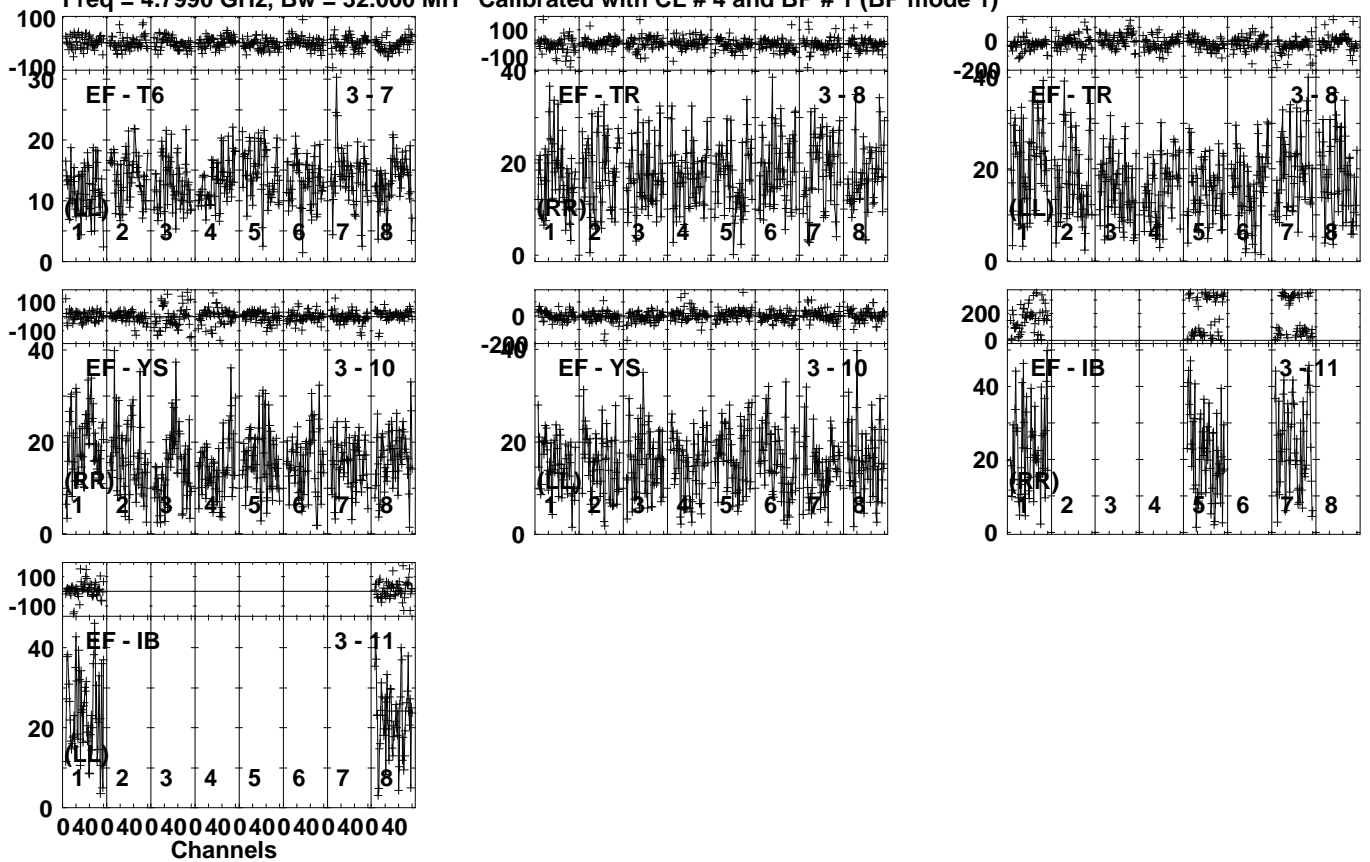 Freq = 4.7990 GHz, Bw = 32.000 MH Calibrated with CL # 4 and BP # 1 (BP mode 1)
100
-100
30
20
10
0
EF - T6
3 - 7
(LL)
1 2 3 4 5 6 7 8
100
-100
40
20
0
EF - TR
3 - 8
(RR)
1 2 3 4 5 6 7 8
0
-200
40
20
0
EF - TR
3 - 8
(LL)
1 2 3 4 5 6 7 8
100
-100
40
20
0
EF - YS
3 - 10
(RR)
1 2 3 4 5 6 7 8
0
-200
40
20
0
EF - YS
3 - 10
(LL)
1 2 3 4 5 6 7 8
200
0
40
20
0
EF - IB
3 - 11
(RR)
1 2 3 4 5 6 7 8
100
-100
40
20
0
EF - IB
3 - 11
(LL)
1 2 3 4 5 6 7 8
0 40 0 40 0 40 0 40 0 40 0 40 0 40 0 40
Channels